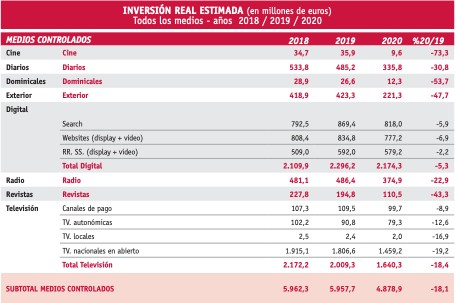 INVERSIÓN REAL ESTIMADA (en millones de euros)
Todos los medios - años 2018 / 2019 / 2020
MEDIOS CONTROLADOS 2018 2019 2020 %20/19
Cine Cine 34,7 35,9 9,6 -73,3
Diarios Diarios 533,8 485,2 335,8 -30,8
Dominicales Dominicales 28,9 26,6 12,3 -53,7
Exterior Exterior 418,9 423,3 221,3 -47,7
Digital
Search 792,5 869,4 818,0 -5,9
Websites (display + vídeo) 808,4 834,8 777,2 -6,9
RR. SS. (display + vídeo) 509,0 592,0 579,2 -2,2
Total Digital 2.109,9 2.296,2 2.174,3 -5,3
Radio Radio 481,1 486,4 374,9 -22,9
Revistas Revistas 227,8 194,8 110,5 -43,3
Televisión Canales de pago 107,3 109,5 99,7 -8,9
TV. autonómicas 102,2 90,8 79,3 -12,6
TV. locales 2,5 2,4 2,0 -16,9
TV. nacionales en abierto 1.915,1 1.806,6 1.459,2 -19,2
Total Televisión 2.172,2 2.009,3 1.640,3 -18,4
SUBTOTAL MEDIOS CONTROLADOS 5.962,3 5.957,7 4.878,9 -18,1